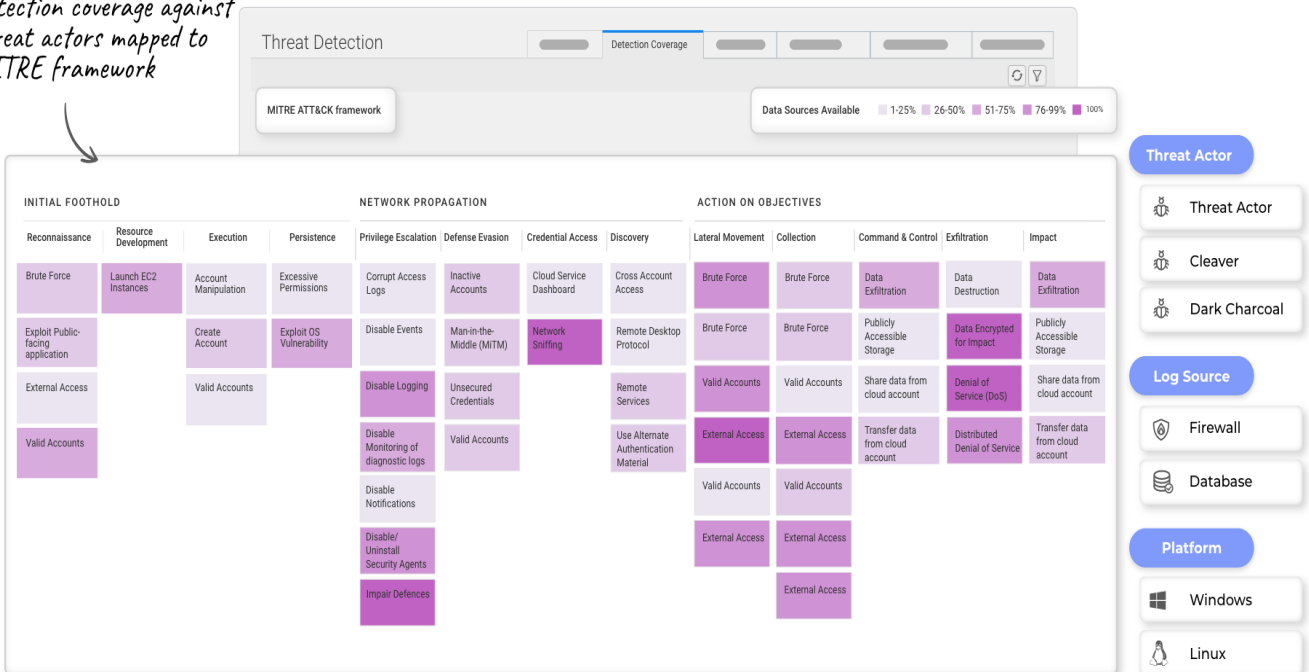 coverage against
actors mapped to
framework
Threat Detection
Detection Coverage
MITRE ATT&CK framework
Data Sources Available
1-25%
26-50%
51-75%
76-99%
100%
INITIAL FOOTHOLD
NETWORK PROPAGATION
ACTION ON OBJECTIVES
Reconnaissance
Brute Force
Exploit Public-
facing
application
External Access
Valid Accounts
Resource
Development
Launch EC2
Instances
Execution
Account
Manipulation
Create
Account
Valid Accounts
Persistence
Excessive
Permissions
Exploit OS
Vulnerability
Privilege Escalation
Corrupt Access
Logs
Disable Events
Disable Logging
Disable
Monitoring of
diagnostic logs
Disable
Notifications
Disable/
Uninstall
Security Agents
Impair Defences
Defense Evasion
Inactive
Accounts
Man-in-the-
Middle (MiTM)
Unsecured
Credentials
Valid Accounts
Credential Access
Cloud Service
Dashboard
Network
Sniffing
Discovery
Cross Account
Access
Remote Desktop
Protocol
Remote
Services
Use Alternate
Authentication
Material
Lateral Movement
Brute Force
Brute Force
Valid Accounts
External Access
Valid Accounts
External Access
Collection
Brute Force
Brute Force
Valid Accounts
External Access
Valid Accounts
External Access
External Access
Command & Control
Data
Exfiltration
Publicly
Accessible
Storage
Share data from
cloud account
Transfer data
from cloud
account
Exfiltration
Data
Destruction
Data Encrypted
for Impact
Denial of
Service (DoS)
Distributed
Denial of Service
Impact
Data
Exfiltration
Publicly
Accessible
Storage
Share data from
cloud account
Transfer data
from cloud
account
Threat Actor
Threat Actor
Cleaver
Dark Charcoal
Log Source
Firewall
Database
Platform
Windows
Linux